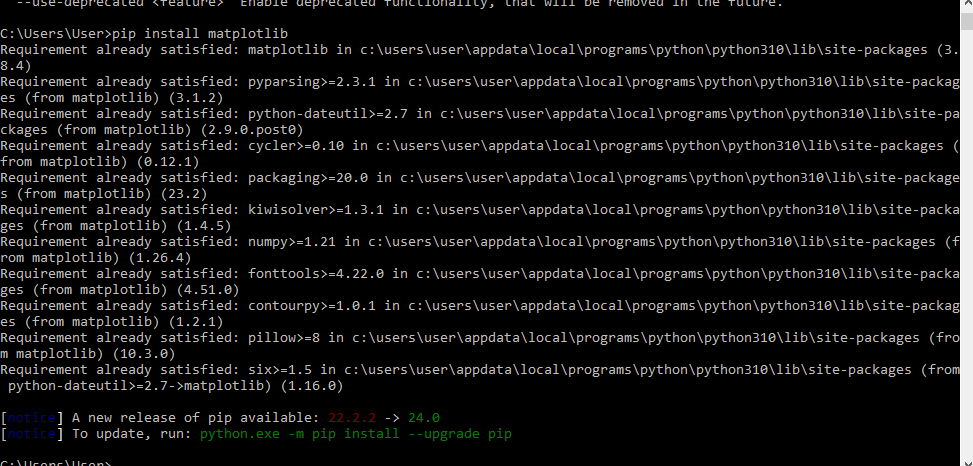 --use-deprecated <feature>  Enable deprecated functionality, that will be removed in the future.
C:\Users\User>pip install matplotlib
Requirement already satisfied: matplotlib in c:\users\user\appdata\local\programs\python\python310\lib\site-packages (3.
8.4)
Requirement already satisfied: pyparsing>=2.3.1 in c:\users\user\appdata\local\programs\python\python310\lib\site-packag
es (from matplotlib) (3.1.2)
Requirement already satisfied: python-dateutil>=2.7 in c:\users\user\appdata\local\programs\python\python310\lib\site-pa
ckages (from matplotlib) (2.9.0.post0)
Requirement already satisfied: cycler>=0.10 in c:\users\user\appdata\local\programs\python\python310\lib\site-packages (
from matplotlib) (0.12.1)
Requirement already satisfied: packaging>=20.0 in c:\users\user\appdata\local\programs\python\python310\lib\site-package
s (from matplotlib) (23.2)
Requirement already satisfied: kiwisolver>=1.3.1 in c:\users\user\appdata\local\programs\python\python310\lib\site-packa
ges (from matplotlib) (1.4.5)
Requirement already satisfied: numpy>=1.21 in c:\users\user\appdata\local\programs\python\python310\lib\site-packages (f
rom matplotlib) (1.26.4)
Requirement already satisfied: fonttools>=4.22.0 in c:\users\user\appdata\local\programs\python\python310\lib\site-packa
ges (from matplotlib) (4.51.0)
Requirement already satisfied: contourpy>=1.0.1 in c:\users\user\appdata\local\programs\python\python310\lib\site-packag
es (from matplotlib) (1.2.1)
Requirement already satisfied: pillow>=8 in c:\users\user\appdata\local\programs\python\python310\lib\site-packages (fro
m matplotlib) (10.3.0)
Requirement already satisfied: six>=1.5 in c:\users\user\appdata\local\programs\python\python310\lib\site-packages (from
 python-dateutil>=2.7->matplotlib) (1.16.0)
[notice] A new release of pip available: 22.2.2 -> 24.0
[notice] To update, run: python.exe -m pip install --upgrade pip
C:\Users\User>